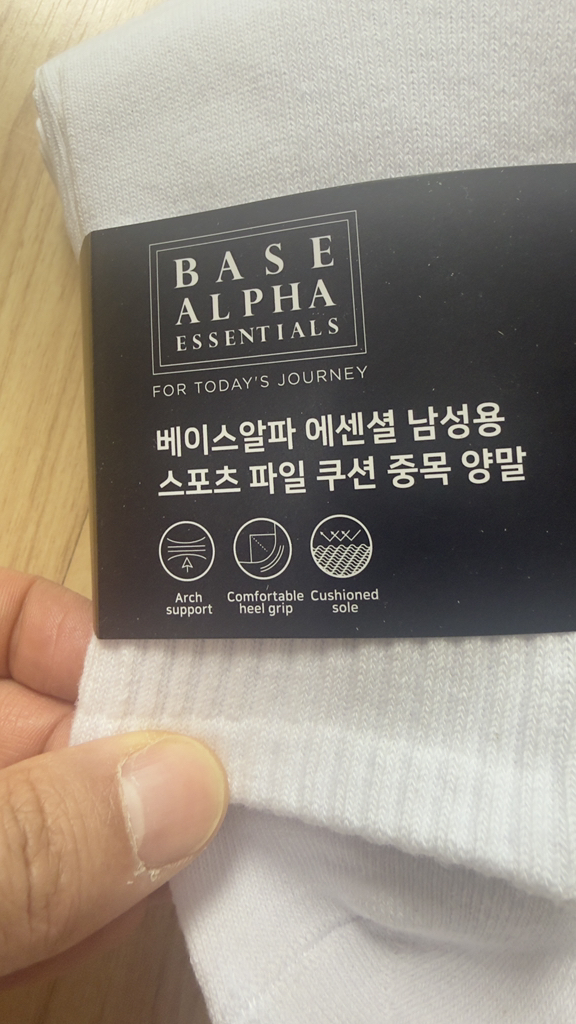 BASE
ALPHA
ESSENTIALS
FOR TODAY'S JOURNEY
베이스알파 에센셜 남성용
스포츠 파일 쿠션 중목 양말
Arch
support
Comfortable
heel grip
Cushioned
sole